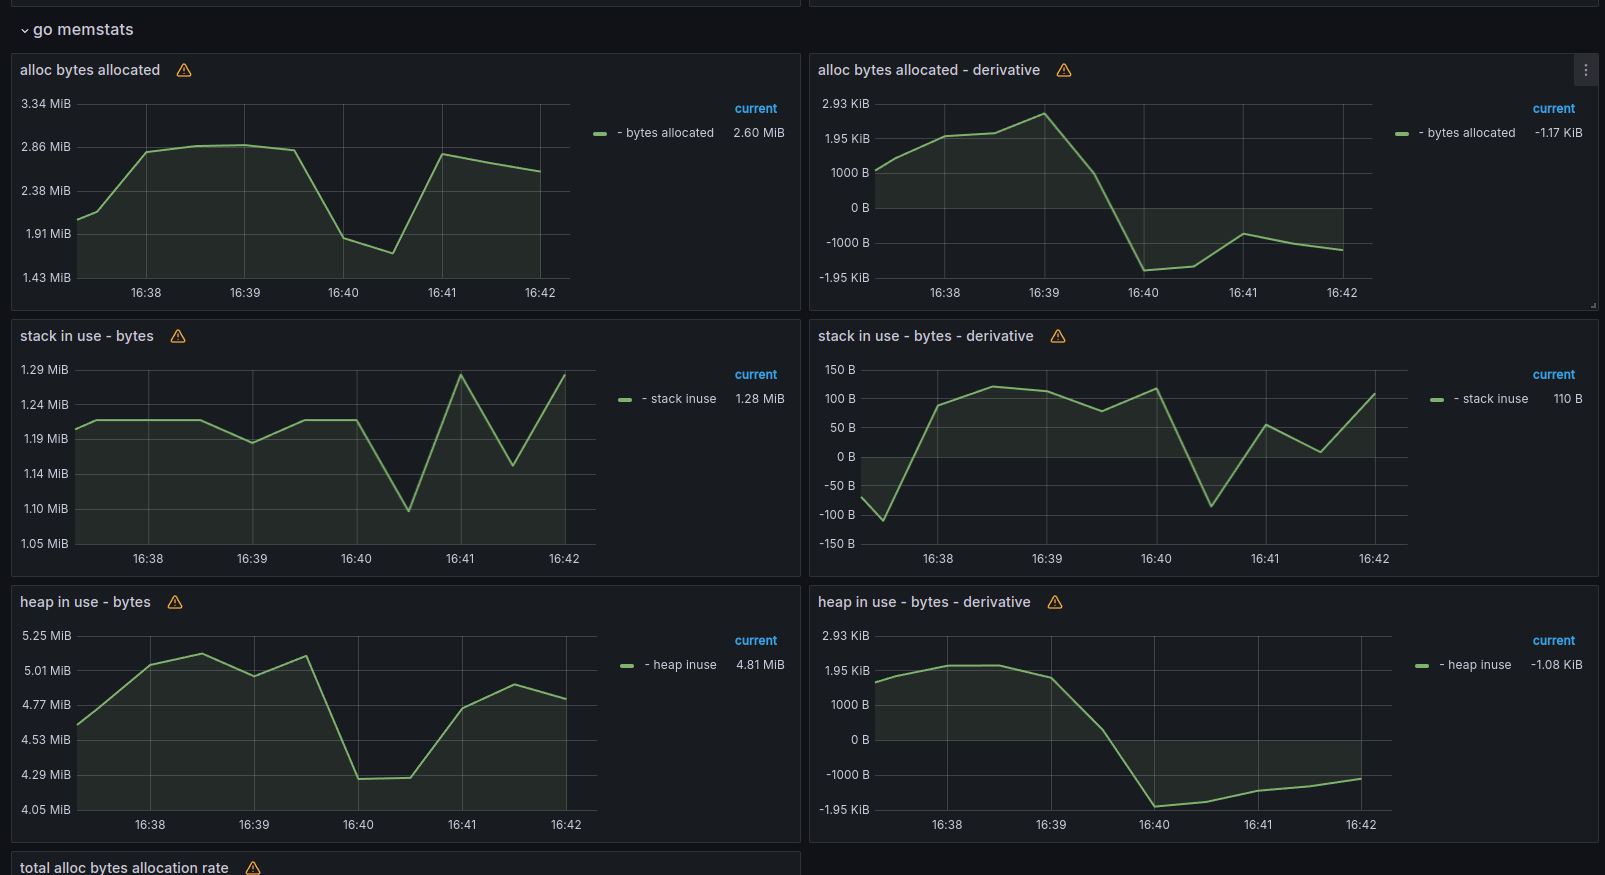 go memstats
alloc bytes allocated
3.34 MiB
2.86 MiB
2.38 MiB
1.91 MiB
1.43 MiB
16:38 16:39 16:40 16:41 16:42
current
- bytes allocated 2.60 MiB
alloc bytes allocated - derivative
2.93 KiB
1.95 KiB
1000 B
0 B
-1000 B
-1.95 KiB
16:38 16:39 16:40 16:41 16:42
current
- bytes allocated -1.17 KiB
stack in use - bytes
1.29 MiB
1.24 MiB
1.19 MiB
1.14 MiB
1.10 MiB
1.05 MiB
16:38 16:39 16:40 16:41 16:42
current
- stack inuse 1.28 MiB
stack in use - bytes - derivative
150 B
100 B
50 B
0 B
-50 B
-100 B
-150 B
16:38 16:39 16:40 16:41 16:42
current
- stack inuse 110 B
heap in use - bytes
5.25 MiB
5.01 MiB
4.77 MiB
4.53 MiB
4.29 MiB
4.05 MiB
16:38 16:39 16:40 16:41 16:42
current
- heap inuse 4.81 MiB
heap in use - bytes - derivative
2.93 KiB
1.95 KiB
1000 B
0 B
-1000 B
-1.95 KiB
16:38 16:39 16:40 16:41 16:42
current
- heap inuse -1.08 KiB
total alloc bytes allocation rate